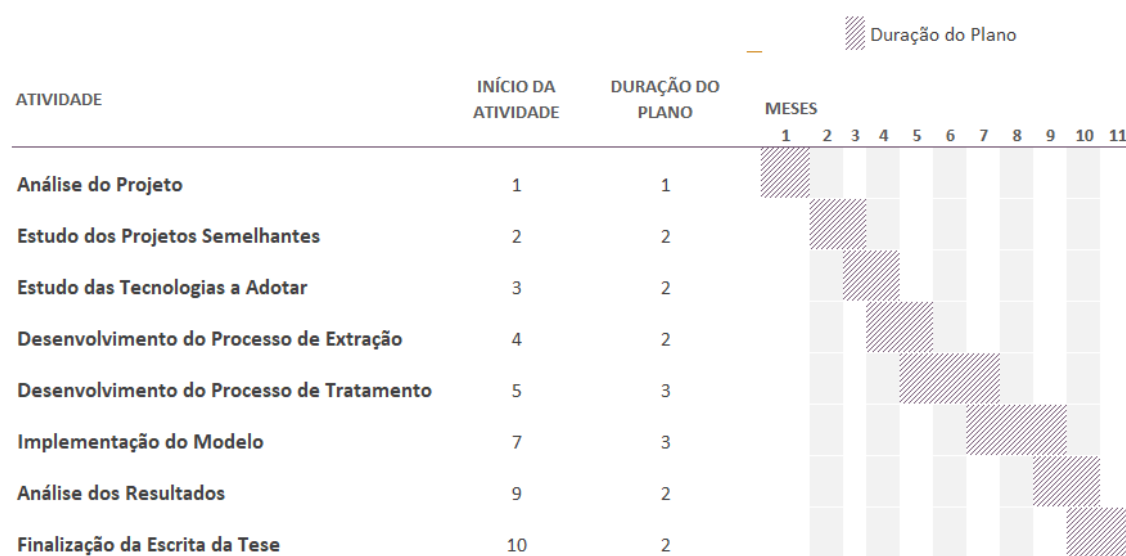 Duração do Plano
ATIVIDADE INÍCIO DA ATIVIDADE DURAÇÃO DO PLANO MESES
1 2 3 4 5 6 7 8 9 10 11
Análise do Projeto 1 1
Estudo dos Projetos Semelhantes 2 2
Estudo das Tecnologias a Adotar 3 2
Desenvolvimento do Processo de Extração 4 2
Desenvolvimento do Processo de Tratamento 5 3
Implementação do Modelo 7 3
Análise dos Resultados 9 2
Finalização da Escrita da Tese 10 2